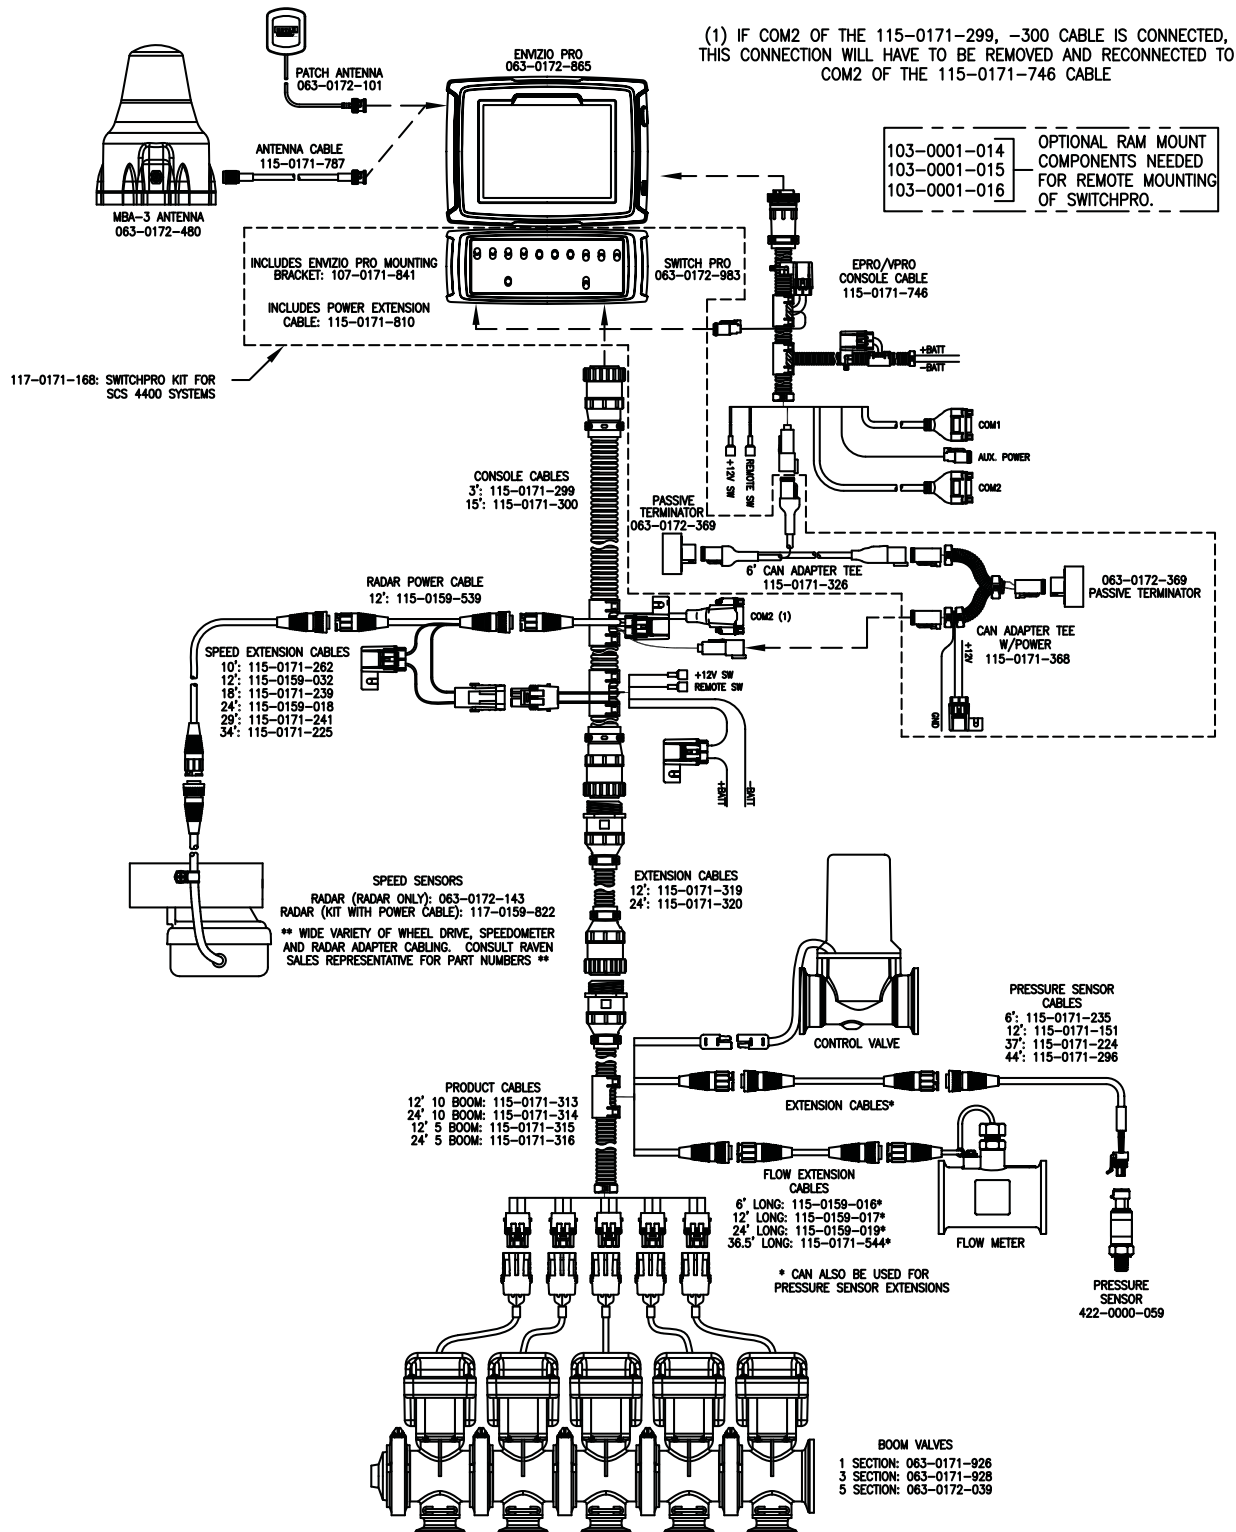 (1) IF COM2 OF THE 115-0171-299, -300 CABLE IS CONNECTED,
THIS CONNECTION WILL HAVE TO BE REMOVED AND RECONNECTED TO
COM2 OF THE 115-0171-746 CABLE
ENVIZIO PRO
063-0172-865
PATCH ANTENNA
063-0172-101
ANTENNA CABLE
115-0171-787
MBA-3 ANTENNA
063-0172-480
103-0001-014
103-0001-015
103-0001-016
OPTIONAL RAM MOUNT
COMPONENTS NEEDED
FOR REMOTE MOUNTING
OF SWITCHPRO.
INCLUDES ENVIZIO PRO MOUNTING
BRACKET: 107-0171-841
INCLUDES POWER EXTENSION
CABLE: 115-0171-810
SWITCH PRO
063-0172-983
EPRO/VPRO
CONSOLE CABLE
115-0171-746
+BATT
-BATT
117-0171-168: SWITCHPRO KIT FOR
SCS 4400 SYSTEMS
COM1
AUX. POWER
COM2
+12V SW
REMOTE SW
CONSOLE CABLES
3': 115-0171-299
15': 115-0171-300
PASSIVE
TERMINATOR
063-0172-369
6' CAN ADAPTER TEE
115-0171-326
063-0172-369
PASSIVE TERMINATOR
CAN ADAPTER TEE
W/POWER
115-0171-368
+12V
GND
RADAR POWER CABLE
12': 115-0159-539
COM2 (1)
SPEED EXTENSION CABLES
10': 115-0171-262
12': 115-0159-032
18': 115-0171-239
24': 115-0159-018
29': 115-0171-241
34': 115-0171-225
+12V SW
REMOTE SW
+BATT
-BATT
SPEED SENSORS
RADAR (RADAR ONLY): 063-0172-143
RADAR (KIT WITH POWER CABLE): 117-0159-822
** WIDE VARIETY OF WHEEL DRIVE, SPEEDOMETER
AND RADAR ADAPTER CABLING. CONSULT RAVEN
SALES REPRESENTATIVE FOR PART NUMBERS **
EXTENSION CABLES
12': 115-0171-319
24': 115-0171-320
CONTROL VALVE
PRESSURE SENSOR
CABLES
6': 115-0171-235
12': 115-0171-151
37': 115-0171-224
44': 115-0171-296
PRODUCT CABLES
12' 10 BOOM: 115-0171-313
24' 10 BOOM: 115-0171-314
12' 5 BOOM: 115-0171-315
24' 5 BOOM: 115-0171-316
EXTENSION CABLES*
FLOW EXTENSION
CABLES
6' LONG: 115-0159-016*
12' LONG: 115-0159-017*
24' LONG: 115-0159-019*
36.5' LONG: 115-0171-544*
* CAN ALSO BE USED FOR
PRESSURE SENSOR EXTENSIONS
FLOW METER
PRESSURE
SENSOR
422-0000-059
BOOM VALVES
1 SECTION: 063-0171-926
3 SECTION: 063-0171-928
5 SECTION: 063-0172-039